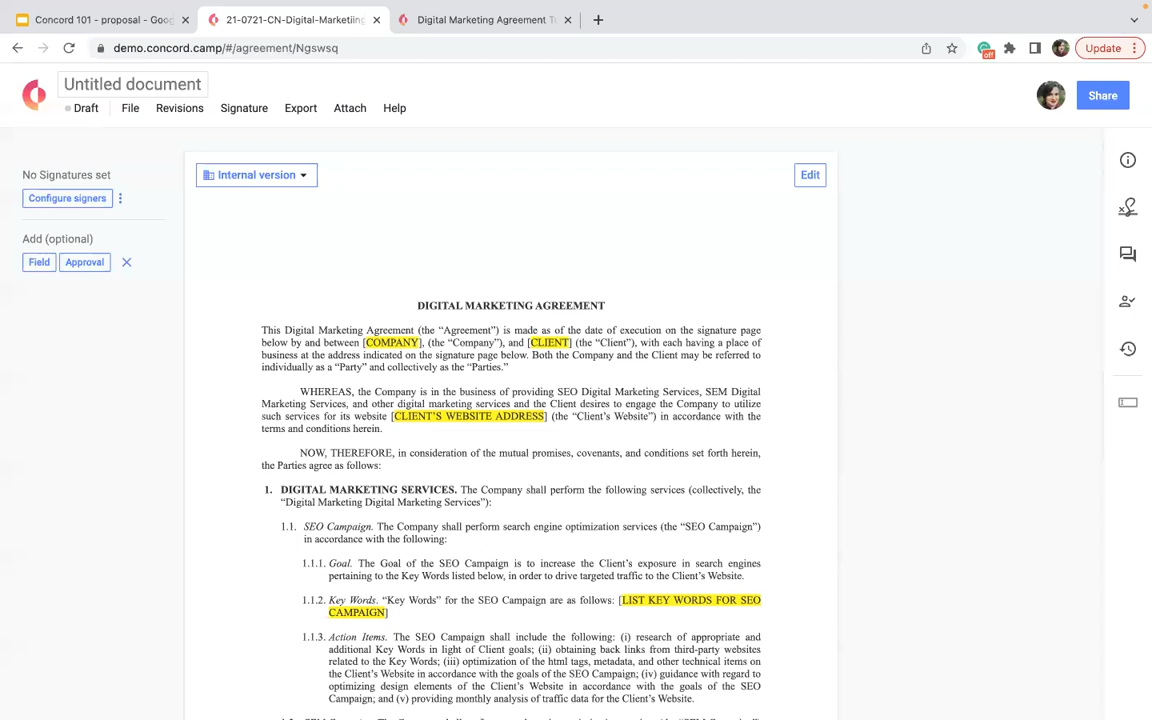 Concord 101 - proposal - Goog
21-0721-CN-Digital-Marketiing
Digital Marketing Agreement T
demo.concord.camp/#/agreement/Ngswsq
off
Update
Untitled document
Draft
File
Revisions
Signature
Export
Attach
Help
Share
No Signatures set
Configure signers
Add (optional)
Field
Approval
Internal version
Edit
DIGITAL MARKETING AGREEMENT
This Digital Marketing Agreement (the “Agreement”) is made as of the date of execution on the signature page
below by and between [COMPANY], (the “Company”), and [CLIENT] (the “Client”), with each having a place of
business at the address indicated on the signature page below. Both the Company and the Client may be referred to
individually as a “Party” and collectively as the “Parties.”
WHEREAS, the Company is in the business of providing SEO Digital Marketing Services, SEM Digital
Marketing Services, and other digital marketing services and the Client desires to engage the Company to utilize
such services for its website [CLIENT’S WEBSITE ADDRESS] (the “Client’s Website”) in accordance with the
terms and conditions herein.
NOW, THEREFORE, in consideration of the mutual promises, covenants, and conditions set forth herein,
the Parties agree as follows:
1. DIGITAL MARKETING SERVICES. The Company shall perform the following services (collectively, the
“Digital Marketing Digital Marketing Services”):
1.1. SEO Campaign. The Company shall perform search engine optimization services (the “SEO Campaign”)
in accordance with the following:
1.1.1. Goal. The Goal of the SEO Campaign is to increase the Client’s exposure in search engines
pertaining to the Key Words listed below, in order to drive targeted traffic to the Client’s Website.
1.1.2. Key Words. “Key Words” for the SEO Campaign are as follows: [LIST KEY WORDS FOR SEO
CAMPAIGN]
1.1.3. Action Items. The SEO Campaign shall include the following: (i) research of appropriate and
additional Key Words in light of Client goals; (ii) obtaining back links from third-party websites
related to the Key Words; (iii) optimization of the html tags, metadata, and other technical items on
the Client’s Website in accordance with the goals of the SEO Campaign; (iv) guidance with regard to
optimizing design elements of the Client’s Website in accordance with the goals of the SEO
Campaign; and (v) providing monthly analysis of traffic data for the Client’s Website.